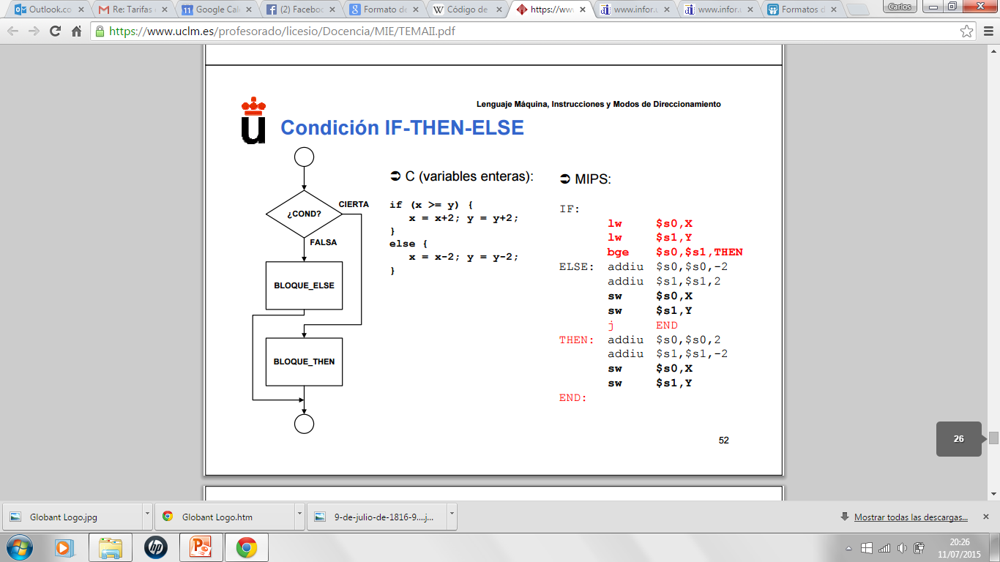 Outlook.co
Re: Tarifas
Google Cal
(2) Faceboo
Formato de
Código de
https://ww
www.infor.u
www.infor.u
Formatos d
Carlos
https://www.uclm.es/profesorado/licesio/Docencia/MIE/TEMAII.pdf
Lenguaje Máquina, Instrucciones y Modos de Direccionamiento
Condición IF-THEN-ELSE
¿COND?
CIERTA
FALSA
BLOQUE_ELSE
BLOQUE_THEN
C (variables enteras):
if (x >= y) {
x = x+2; y = y+2;
}
else {
x = x-2; y = y-2;
}
MIPS:
IF:
lw $s0,X
lw $s1,Y
bge $s0,$s1,THEN
ELSE: addiu $s0,$s0,-2
addiu $s1,$s1,2
sw $s0,X
sw $s1,Y
j END
THEN: addiu $s0,$s0,2
addiu $s1,$s1,-2
sw $s0,X
sw $s1,Y
END:
52
26
Globant Logo.jpg
Globant Logo.htm
9-de-julio-de-1816-9....j...
Mostrar todas las descargas...
20:26
11/07/2015